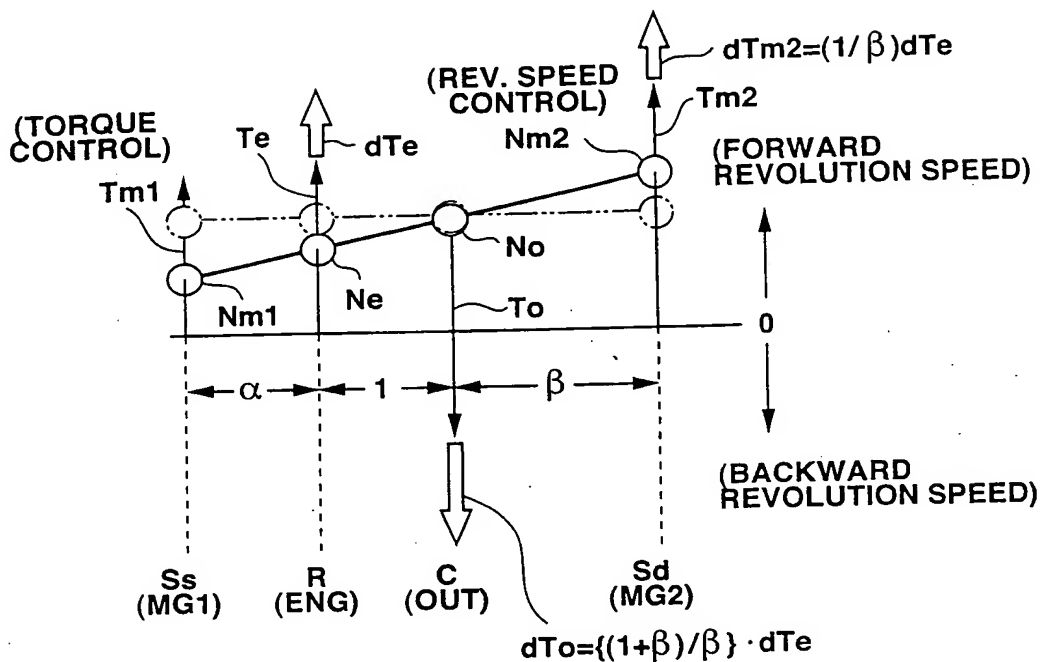 dTm2=(1/β)dTe
(REV. SPEED
CONTROL)
Tm2
(TORQUE
CONTROL)
Te
dTe
Nm2
(FORWARD
REVOLUTION SPEED)
Tm1
No
Nm1
Ne
To
0
α
1
β
(BACKWARD
REVOLUTION SPEED)
Ss
(MG1)
R
(ENG)
C
(OUT)
Sd
(MG2)
dTo={(1+β)/β}·dTe